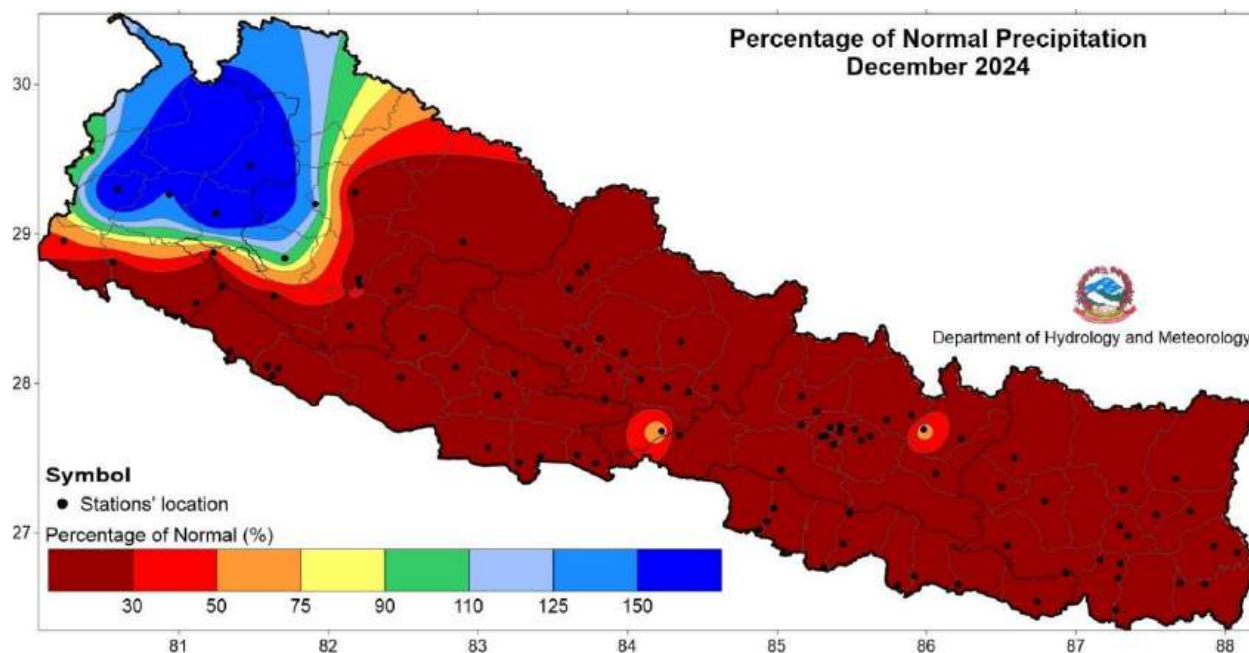 Percentage of Normal Precipitation
December 2024
30
29
28
27
Department of Hydrology and Meteorology
Symbol
Stations' location
Percentage of Normal (%)
30 50 75 90 110 125 150
81 82 83 84 85 86 87 88